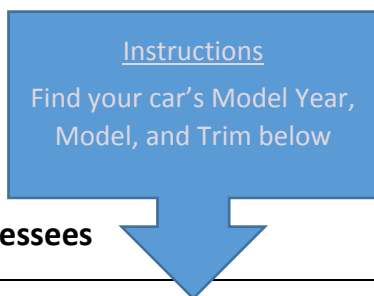 Instructions
Find your car’s Model Year,
Model, and Trim below
essees